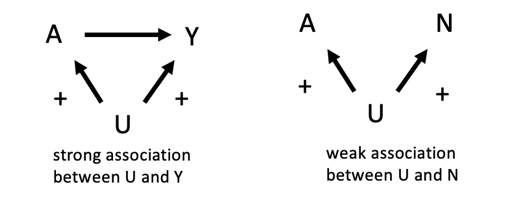 A Y
+ +
U
strong association
between U and Y
A N
+ +
U
weak association
between U and N